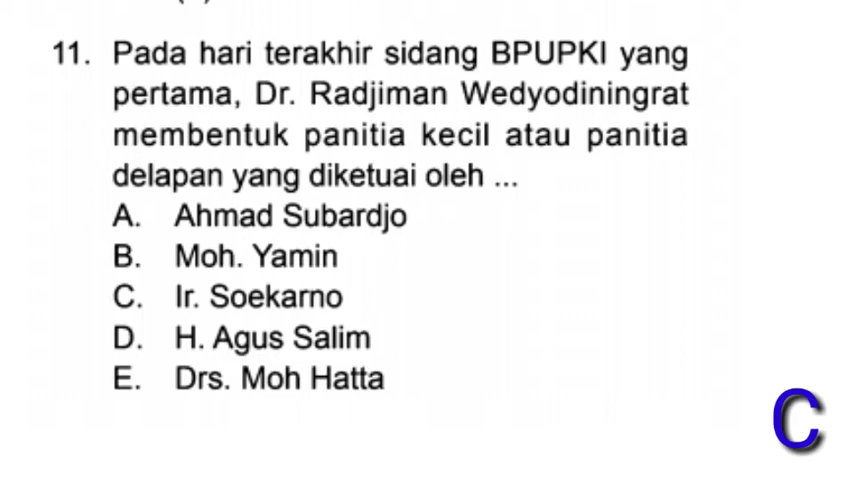 11. Pada hari terakhir sidang BPUPKI yang
pertama, Dr. Radjiman Wedyodiningrat
membentuk panitia kecil atau panitia
delapan yang diketuai oleh ...
A. Ahmad Subardjo
B. Moh. Yamin
C. Ir. Soekarno
D. H. Agus Salim
E. Drs. Moh Hatta
C